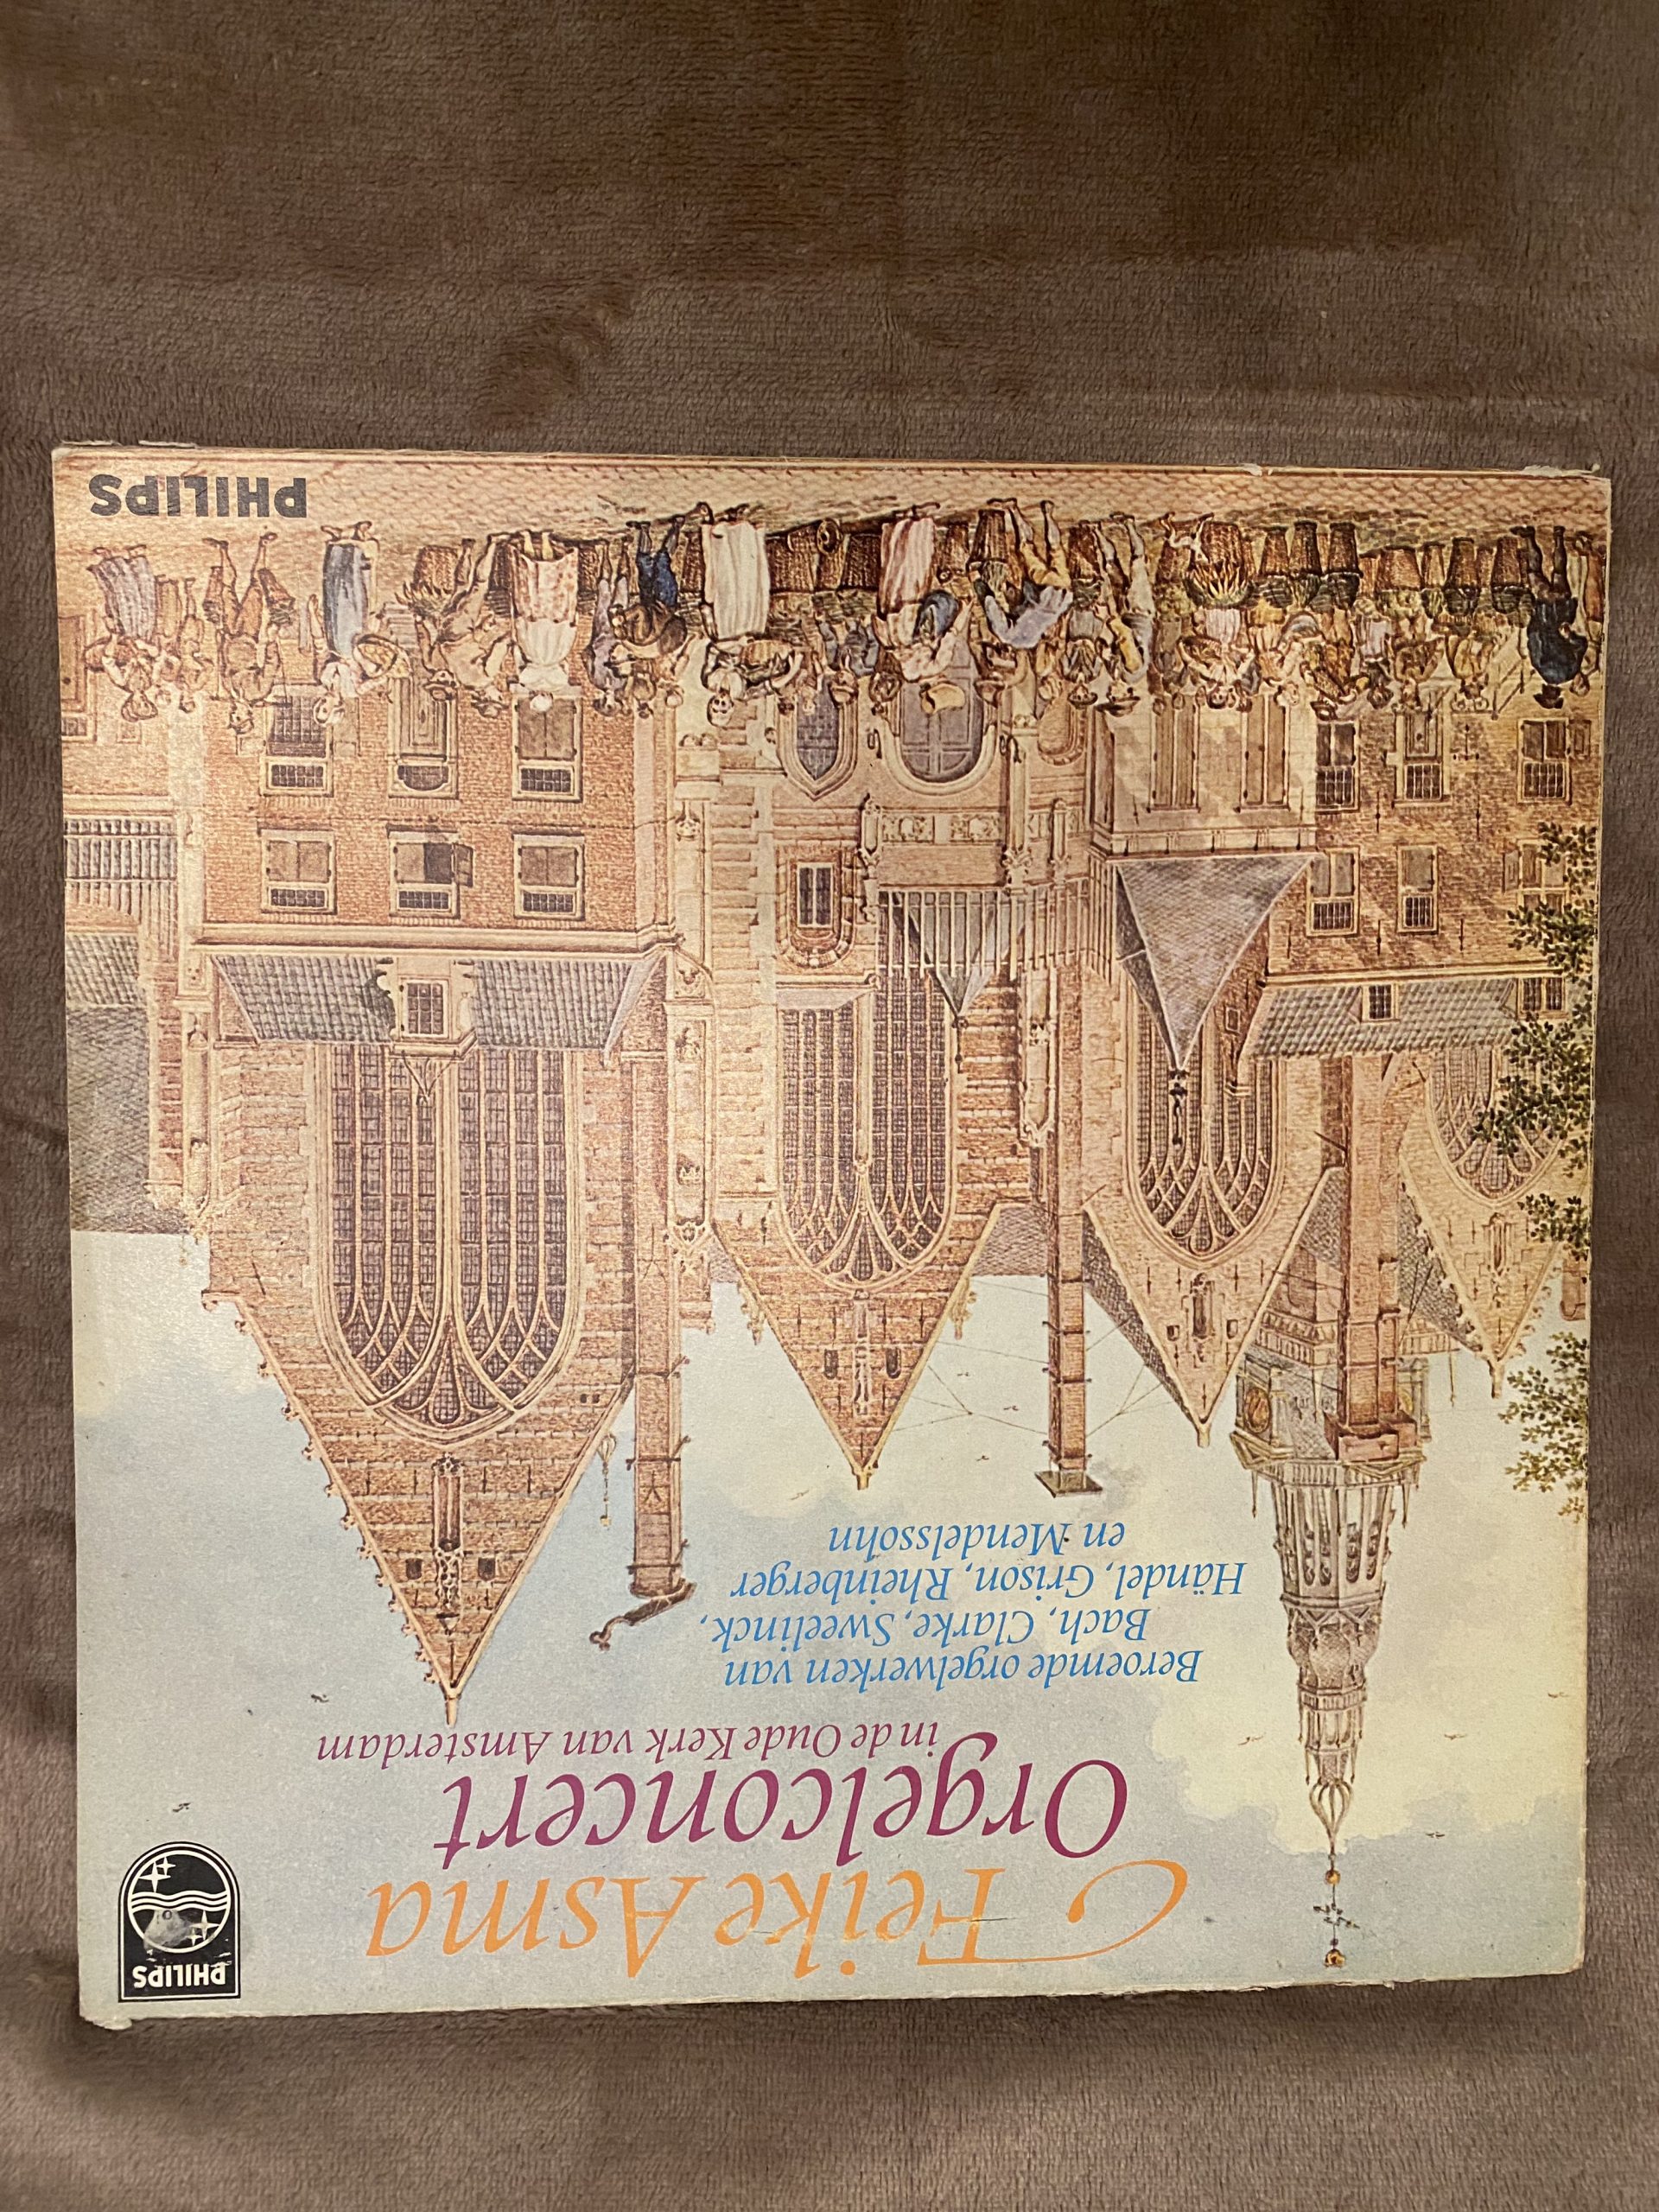 PHILIPS
Feike Asma
Orgelconcert
in de Oude Kerk van Amsterdam
Beroemde orgelwerken van
Bach, Clarke, Sweelinck,
Händel, Grison, Rheinberger
en Mendelssohn
PHILIPS